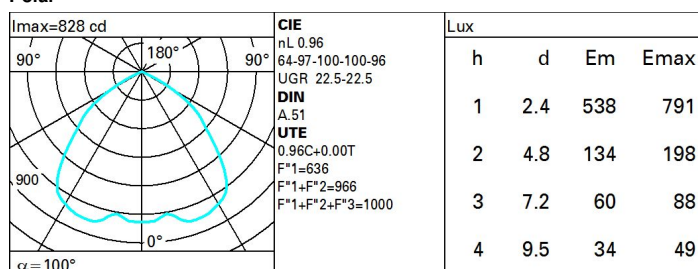 Imax=828 cd
90° 180° 90°
900
0°
α=100°
CIE
nL 0.96
64-97-100-100-96
UGR 22.5-22.5
DIN
A.51
UTE
0.96C+0.00T
F"1=636
F"1+F"2=966
F"1+F"2+F"3=1000
Lux
h d Em Emax
1 2.4 538 791
2 4.8 134 198
3 7.2 60 88
4 9.5 34 49